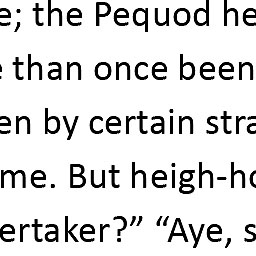 e; the Pequod he
e than once been
en by certain stra
me. But heigh-ho
ertaker?” “Aye, s